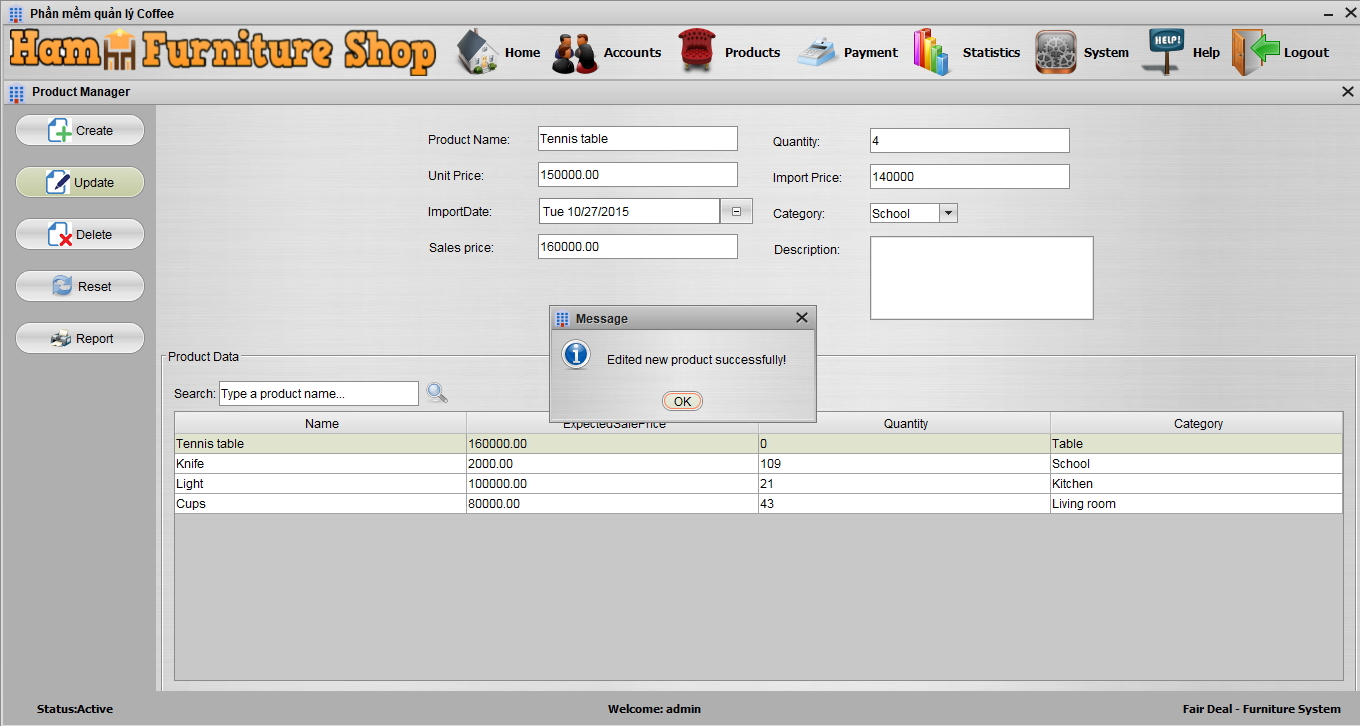 Phần mềm quản lý Coffee
Ham Furniture Shop
Home Accounts Products Payment Statistics System HELP! Help Logout
Product Manager
Create
Update
Delete
Reset
Report
Product Name: Tennis table Quantity: 4
Unit Price: 150000.00 Import Price: 140000
ImportDate: Tue 10/27/2015 Category: School
Sales price: 160000.00 Description:
Message
Edited new product successfully!
OK
Product Data
Search: Type a product name...
Name ExpectedSalePrice Quantity Category
Tennis table 160000.00 0 Table
Knife 2000.00 109 School
Light 100000.00 21 Kitchen
Cups 80000.00 43 Living room
Status:Active Welcome: admin Fair Deal - Furniture System